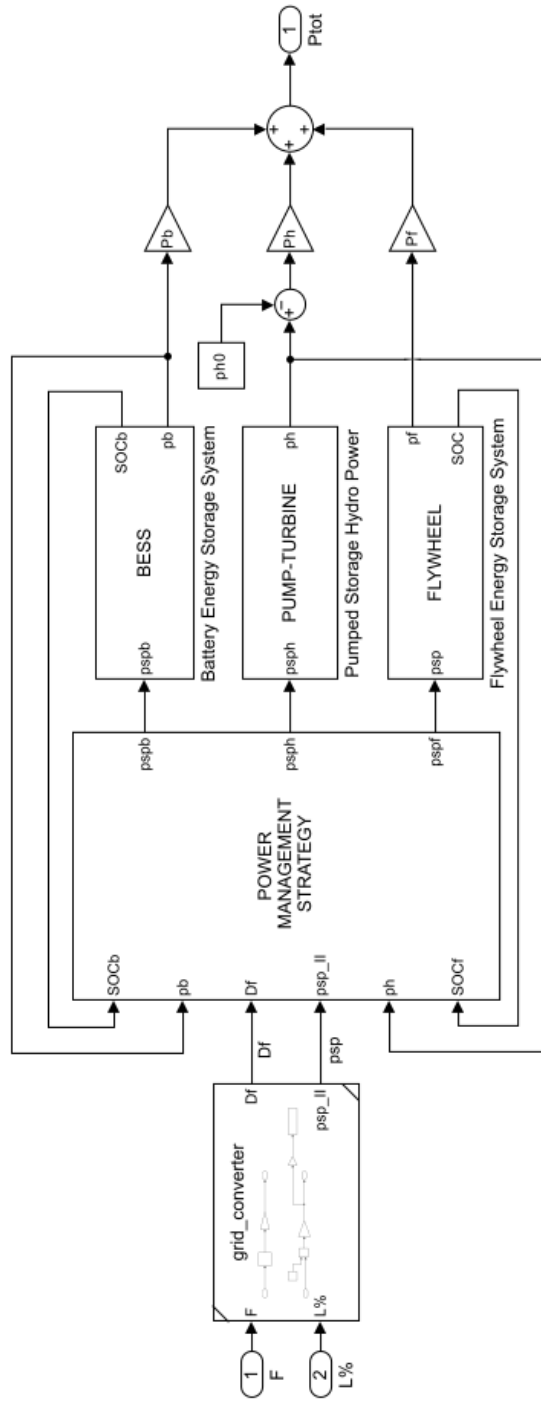 1
F
2
L%
grid_converter
F
L%
Df
psp_II
Df
psp
SOCb
pb
Df
psp_II
ph
SOCf
POWER
MANAGEMENT
STRATEGY
pspb
psph
pspf
pspb
BESS
SOCb
pb
Battery Energy Storage System
psph
PUMP-TURBINE
ph
Pumped Storage Hydro Power
psp
FLYWHEEL
pf
SOC
Flywheel Energy Storage System
ph0
+
−
Pb
Ph
Pf
+
+
+
1
Ptot